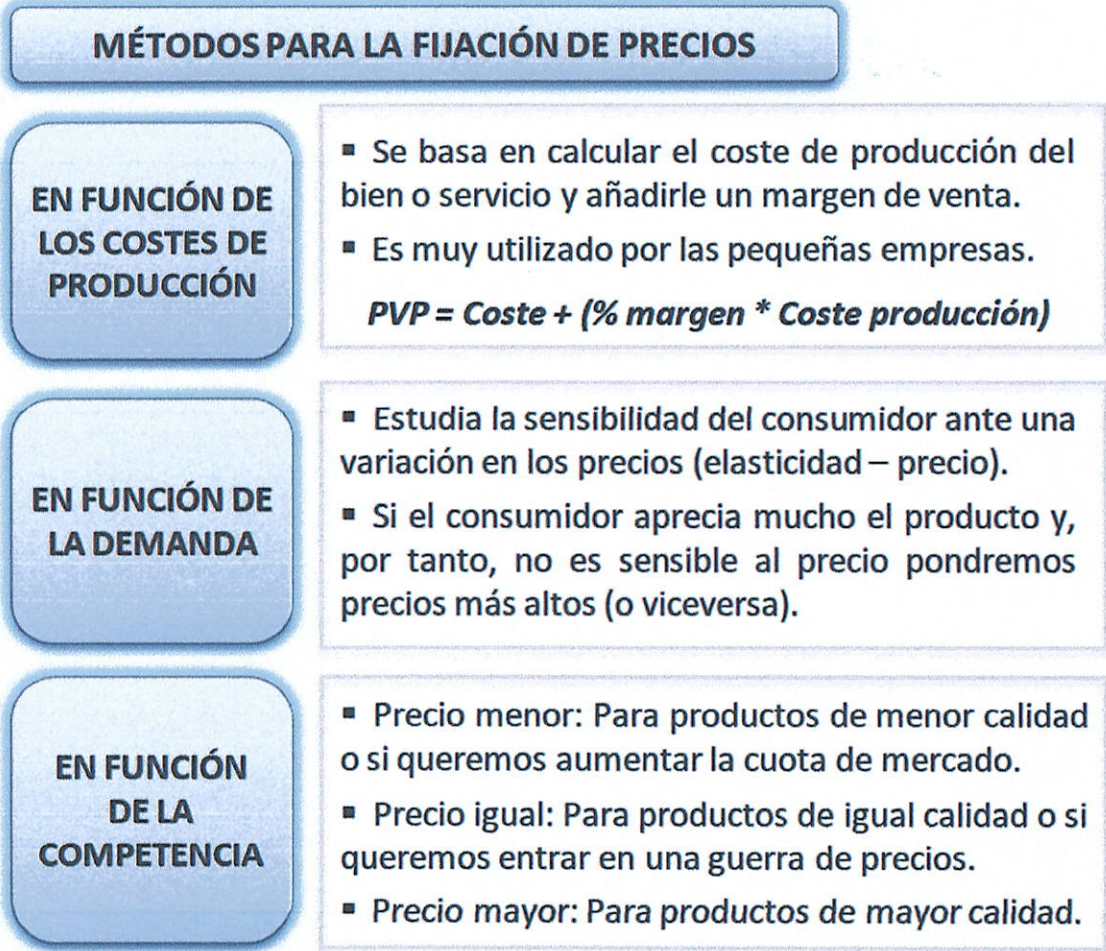 MÉTODOS PARA LA FIJACIÓN DE PRECIOS
EN FUNCIÓN DE
LOS COSTES DE
PRODUCCIÓN
▪ Se basa en calcular el coste de producción del
bien o servicio y añadirle un margen de venta.
▪ Es muy utilizado por las pequeñas empresas.
PVP = Coste + (% margen * Coste producción)
EN FUNCIÓN DE
LA DEMANDA
▪ Estudia la sensibilidad del consumidor ante una
variación en los precios (elasticidad – precio).
▪ Si el consumidor aprecia mucho el producto y,
por tanto, no es sensible al precio pondremos
precios más altos (o viceversa).
EN FUNCIÓN
DE LA
COMPETENCIA
▪ Precio menor: Para productos de menor calidad
o si queremos aumentar la cuota de mercado.
▪ Precio igual: Para productos de igual calidad o si
queremos entrar en una guerra de precios.
▪ Precio mayor: Para productos de mayor calidad.